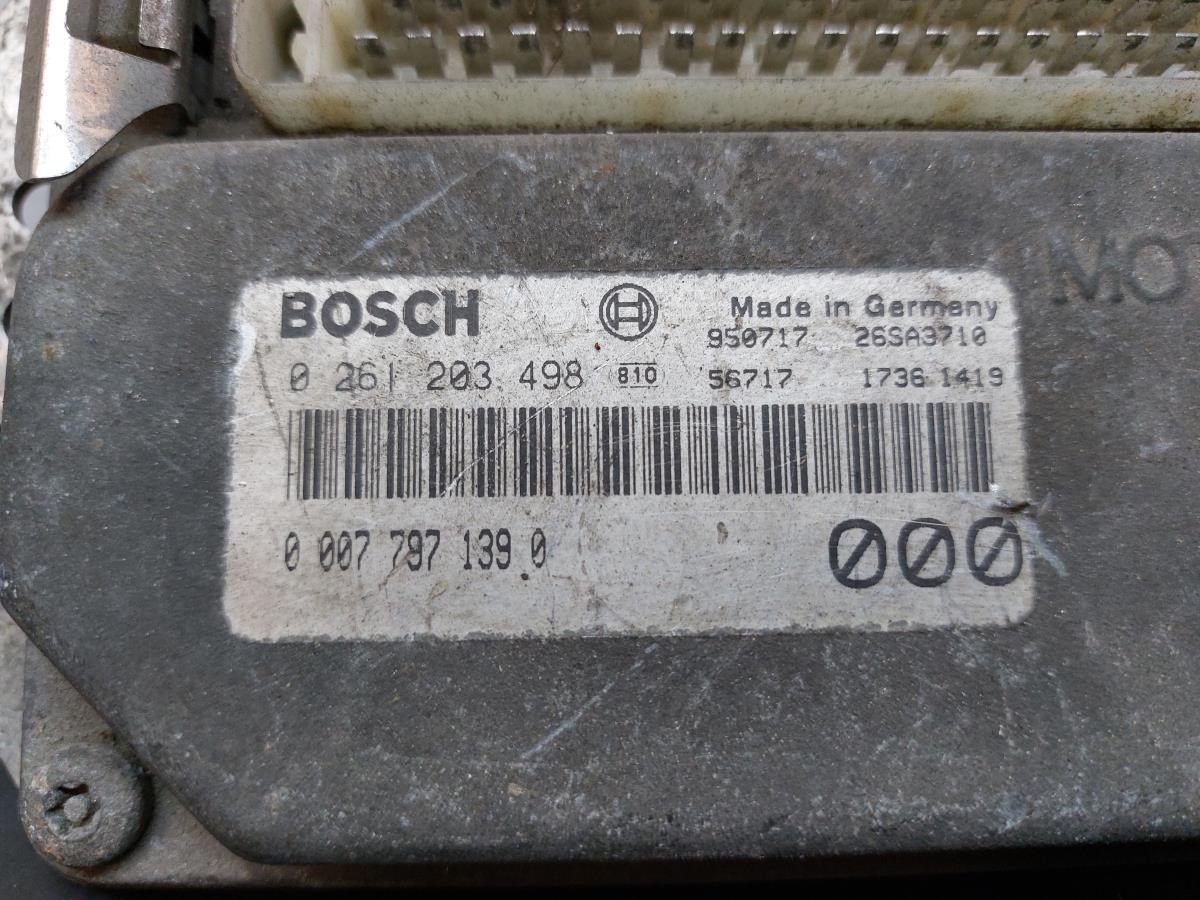 MO
BOSCH Made in Germany
950717 26SA3710
0 261 203 498 810 56717 1736 1419
0 007 797 139 0 000